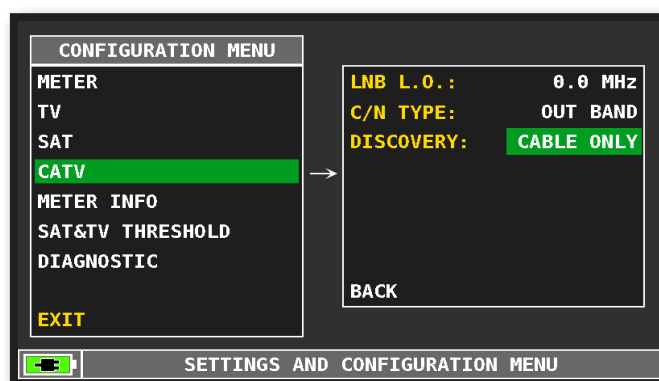 CONFIGURATION MENU
METER
TV
SAT
CATV
METER INFO
SAT&TV THRESHOLD
DIAGNOSTIC
EXIT
LNB L.O.: 0.0 MHz
C/N TYPE: OUT BAND
DISCOVERY: CABLE ONLY
BACK
SETTINGS AND CONFIGURATION MENU